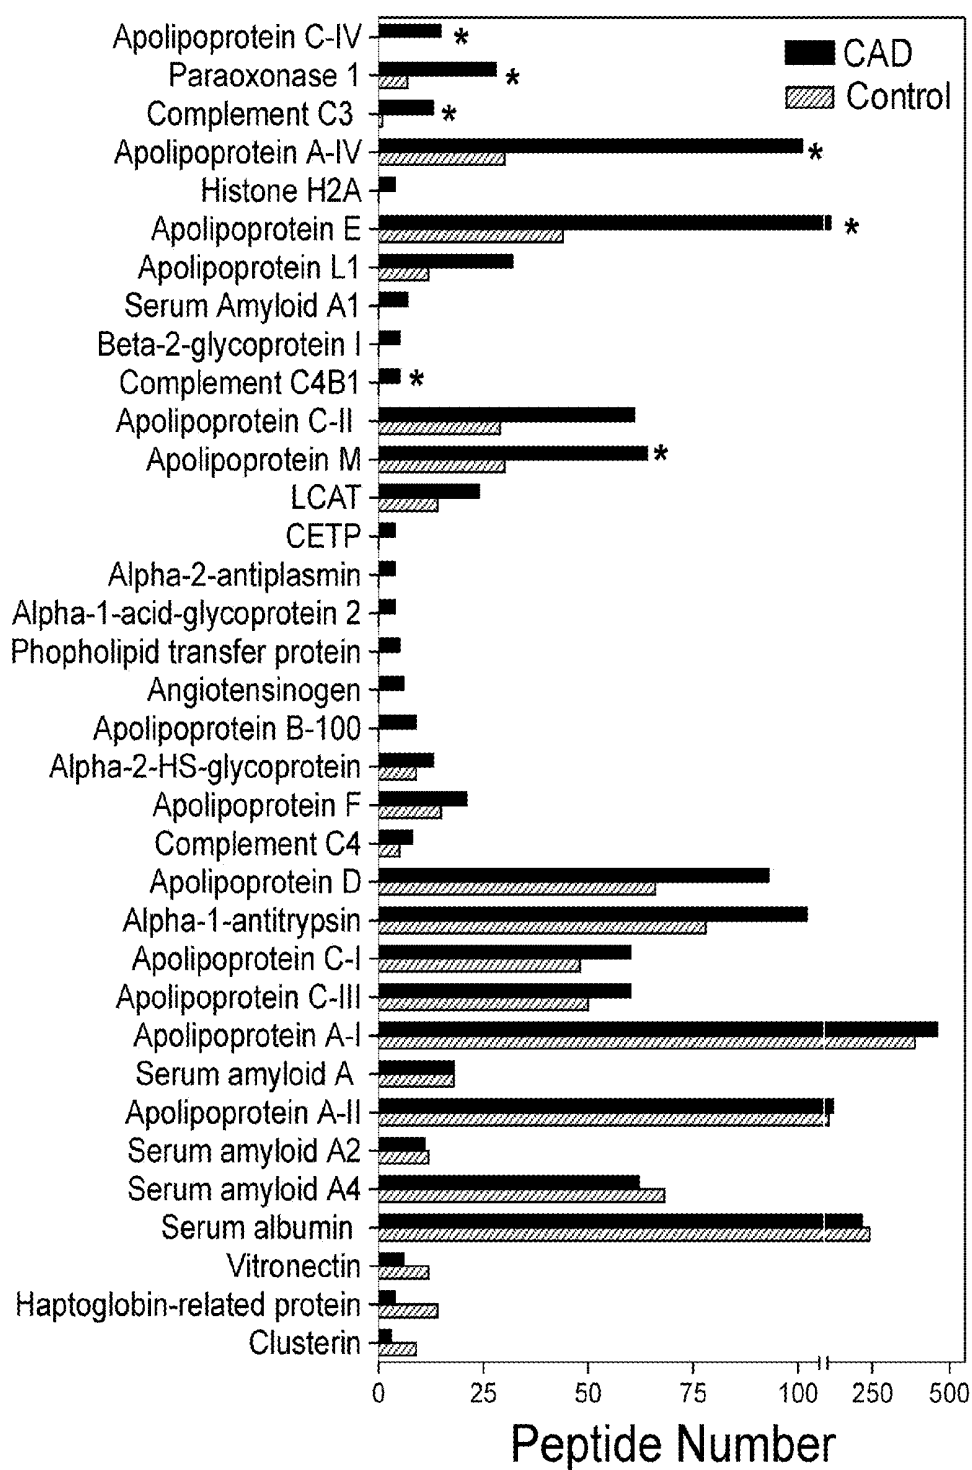 Apolipoprotein C-IV *
CAD
Paraoxonase 1 *
Control
Complement C3 *
Apolipoprotein A-IV *
Histone H2A
Apolipoprotein E *
Apolipoprotein L1
Serum Amyloid A1
Beta-2-glycoprotein I
Complement C4B1 *
Apolipoprotein C-II
Apolipoprotein M *
LCAT
CETP
Alpha-2-antiplasmin
Alpha-1-acid-glycoprotein 2
Phopholipid transfer protein
Angiotensinogen
Apolipoprotein B-100
Alpha-2-HS-glycoprotein
Apolipoprotein F
Complement C4
Apolipoprotein D
Alpha-1-antitrypsin
Apolipoprotein C-I
Apolipoprotein C-III
Apolipoprotein A-I
Serum amyloid A
Apolipoprotein A-II
Serum amyloid A2
Serum amyloid A4
Serum albumin
Vitronectin
Haptoglobin-related protein
Clusterin
0 25 50 75 100 250 500
Peptide Number